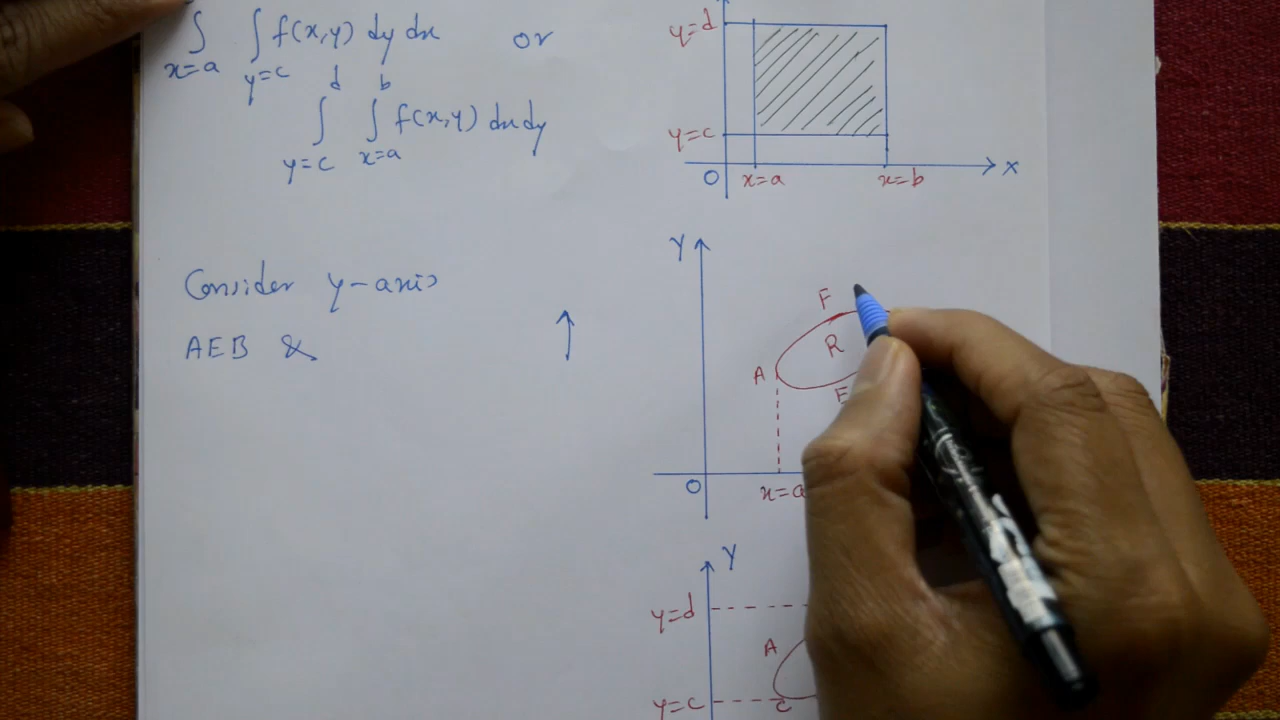 ∫ ∫ f(x,y) dy dx or
x=a y=c
d b
∫ ∫ f(x,y) dx dy
y=c x=a
y=d
y=c
O x=a x=b X
Consider y-axis
AEB &
Y
F
R
A
E
O x=a
Y
y=d
A
y=c C